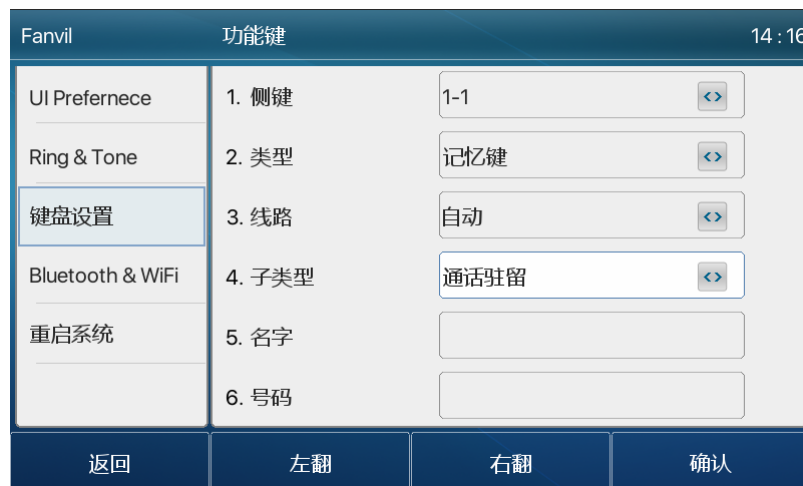 Fanvil 功能键 14 : 16
UI Prefernece
Ring & Tone
键盘设置
Bluetooth & WiFi
重启系统
1. 侧键 1-1
2. 类型 记忆键
3. 线路 自动
4. 子类型 通话驻留
5. 名字
6. 号码
返回 左翻 右翻 确认